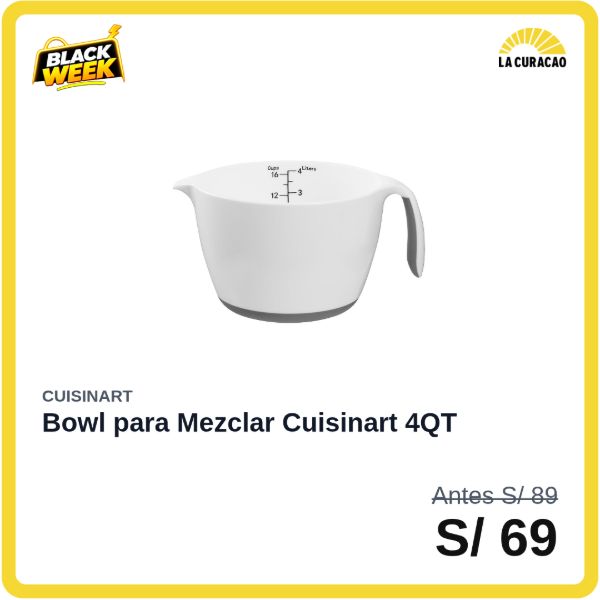 BLACK
WEEK
LA CURACAO
Cups
16
4 Liters
12
3
CUISINART
Bowl para Mezclar Cuisinart 4QT
Antes S/ 89
S/ 69